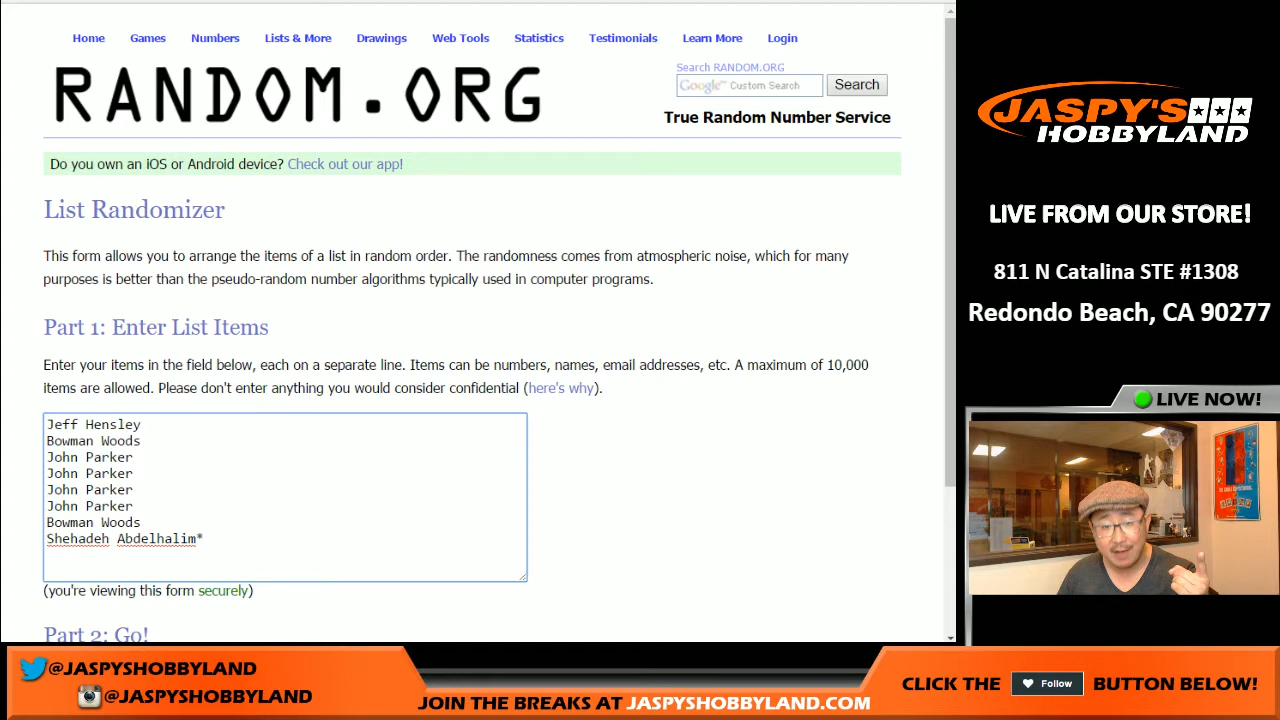 Home Games Numbers Lists & More Drawings Web Tools Statistics Testimonials Learn More Login
RANDOM.ORG
Search RANDOM.ORG
Google™ Custom Search Search
True Random Number Service
Do you own an iOS or Android device? Check out our app!
List Randomizer
This form allows you to arrange the items of a list in random order. The randomness comes from atmospheric noise, which for many
purposes is better than the pseudo-random number algorithms typically used in computer programs.
Part 1: Enter List Items
Enter your items in the field below, each on a separate line. Items can be numbers, names, email addresses, etc. A maximum of 10,000
items are allowed. Please don't enter anything you would consider confidential (here's why).
Jeff Hensley
Bowman Woods
John Parker
John Parker
John Parker
John Parker
Bowman Woods
Shehadeh Abdelhalim*
(you're viewing this form securely)
Part 2: Go!
JASPY'S
HOBBYLAND
LIVE FROM OUR STORE!
811 N Catalina STE #1308
Redondo Beach, CA 90277
LIVE NOW!
@JASPYSHOBBYLAND
@JASPYSHOBBYLAND
JOIN THE BREAKS AT JASPYSHOBBYLAND.COM
CLICK THE Follow BUTTON BELOW!